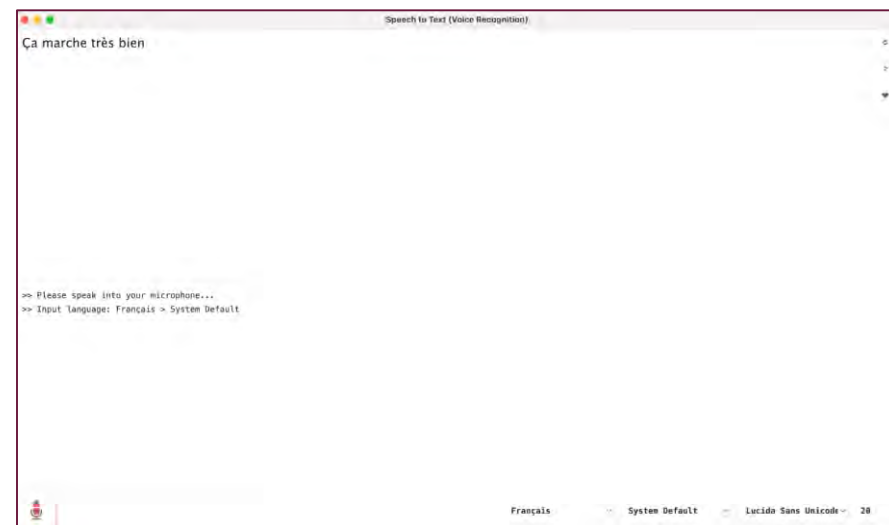 Speech to Text (Voice Recognition)
Ça marche très bien
>> Please speak into your microphone...
>> Input language: Français > System Default
Français System Default Lucida Sans Unicode 20